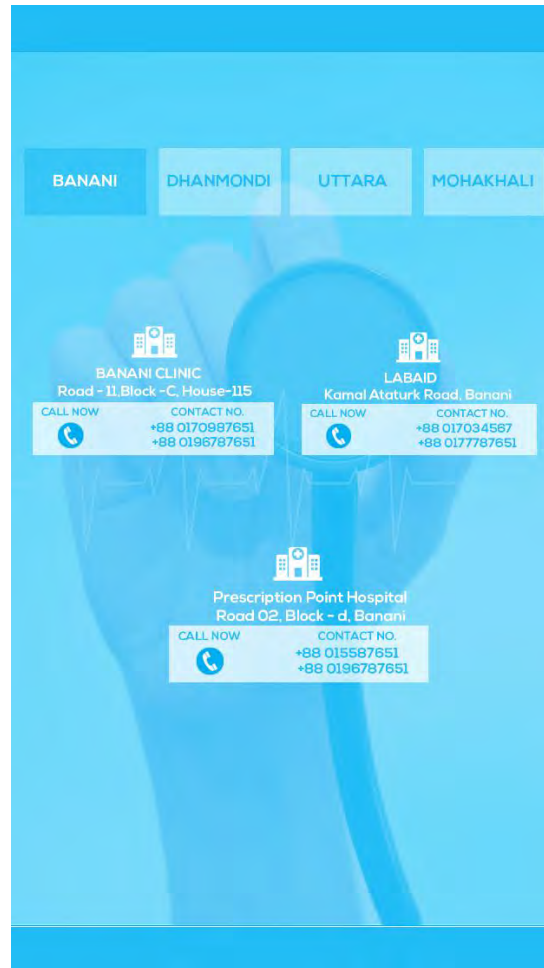 BANANI
DHANMONDI
UTTARA
MOHAKHALI
BANANI CLINIC
Road - 11,Block -C, House-115
CALL NOW
CONTACT NO.
+88 0170987651
+88 0196787651
LABAID
Kamal Ataturk Road, Banani
CALL NOW
CONTACT NO.
+88 017034567
+88 0177787651
Prescription Point Hospital
Road 02, Block - d, Banani
CALL NOW
CONTACT NO.
+88 015587651
+88 0196787651